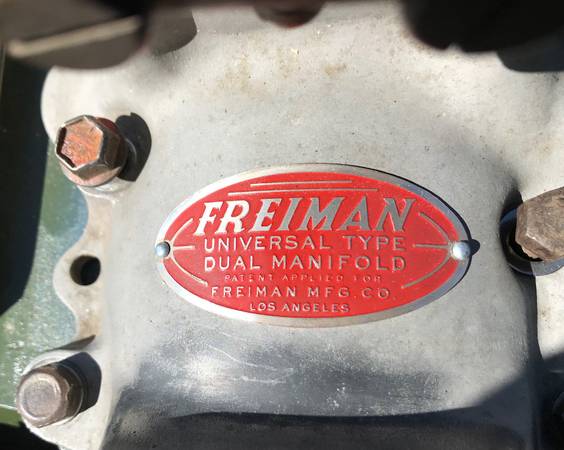 FREIMAN
UNIVERSAL TYPE
DUAL MANIFOLD
PATENT APPLIED FOR
FREIMAN MFG. CO.
LOS ANGELES